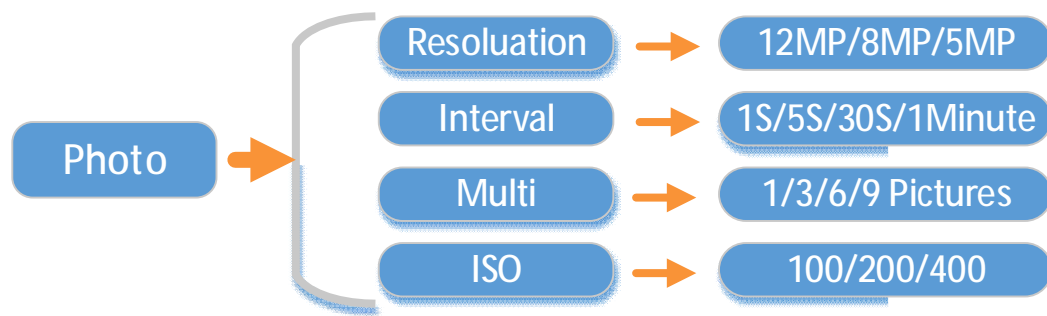 Photo
Resoluation
12MP/8MP/5MP
Interval
1S/5S/30S/1Minute
Multi
1/3/6/9 Pictures
ISO
100/200/400